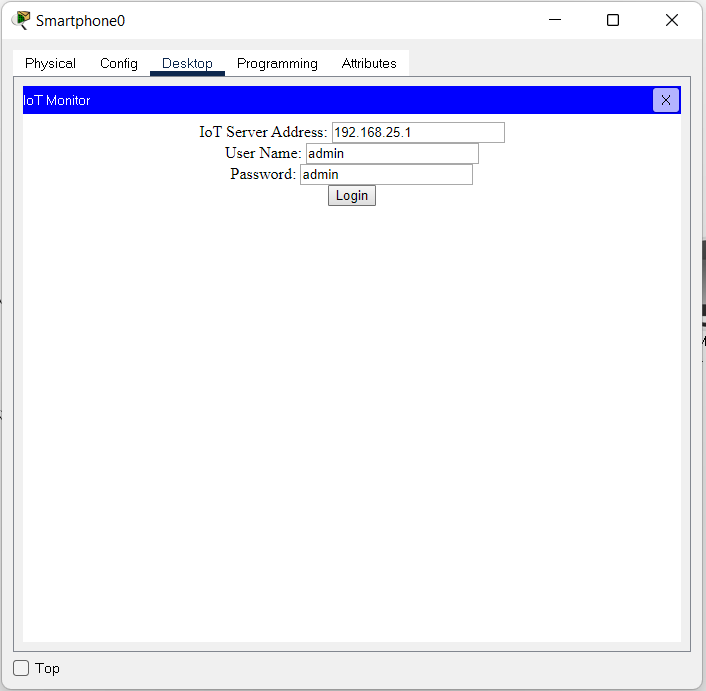 Smartphone0
Physical Config Desktop Programming Attributes
IoT Monitor X
IoT Server Address: 192.168.25.1
User Name: admin
Password: admin
Login
Top